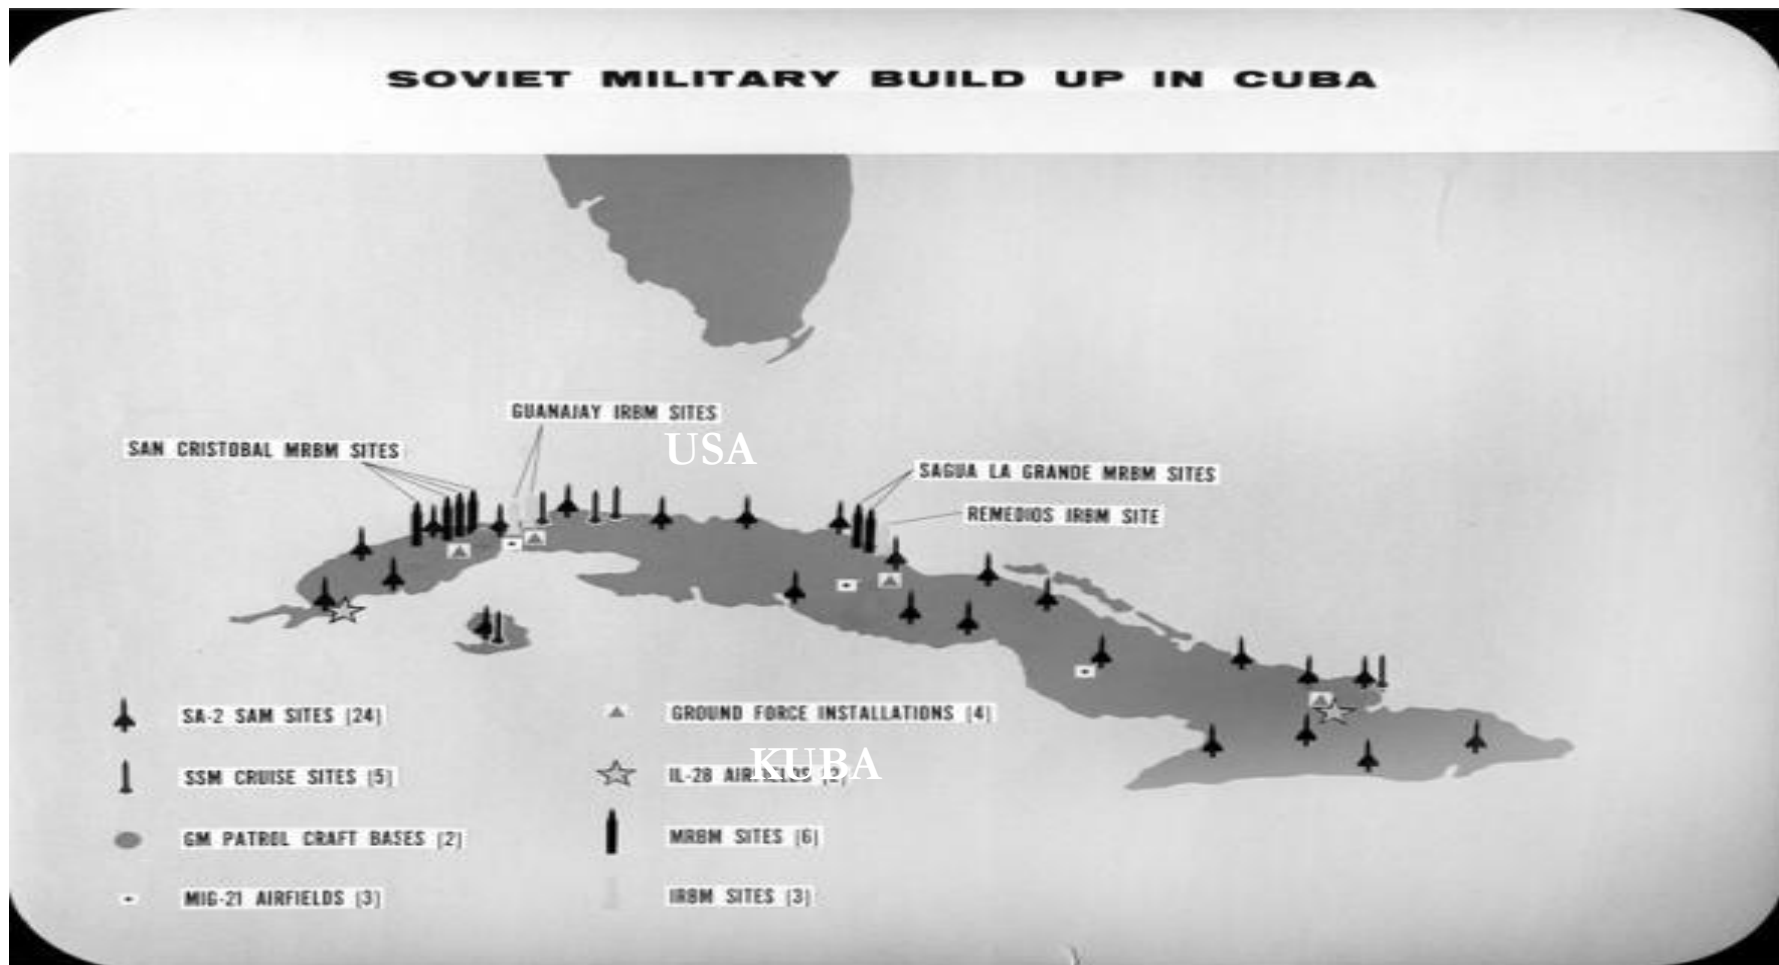 SOVIET MILITARY BUILD UP IN CUBA
GUANAJAY IRBM SITES
SAN CRISTOBAL MRBM SITES
USA
SAGUA LA GRANDE MRBM SITES
REMEDIOS IRBM SITE
SA-2 SAM SITES (24)
GROUND FORCE INSTALLATIONS (4)
KUBA
SSM CRUISE SITES (5)
IL-28 AIRFIELDS (2)
GM PATROL CRAFT BASES (2)
MRBM SITES (6)
MIG-21 AIRFIELDS (3)
IRBM SITES (3)